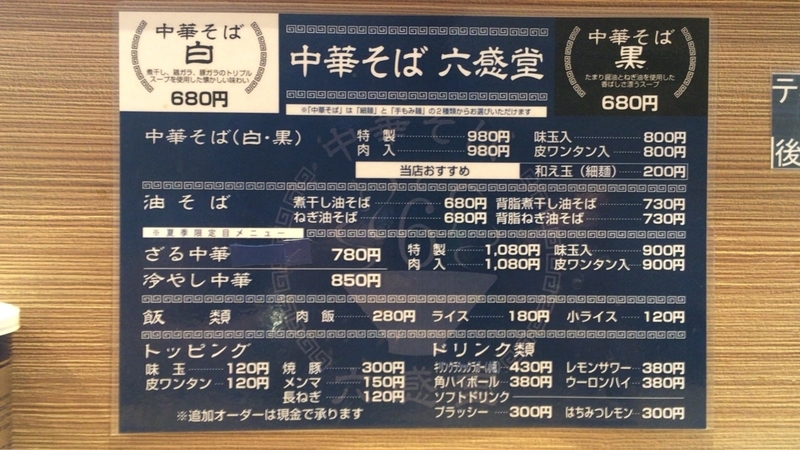 中華そば
白
煮干し、鶏ガラ、豚ガラのトリプル
スープを使用した懐かしい味わい
680円
中華そば 六感堂
※「中華そば」は「細麺」と「手もみ麺」の2種類からお選びいただけます
中華そば
黒
たまり醤油とねぎ油を使用した
香ばしさ漂うスープ
680円
中華そば(白・黒)
特製 980円 味玉入 800円
肉入 980円 皮ワンタン入 800円
当店おすすめ 和え玉(細麺) 200円
油そば
煮干し油そば 680円 背脂煮干し油そば 730円
ねぎ油そば 680円 背脂ねぎ油そば 730円
※夏季限定目メニュー
ざる中華 780円
特製 1,080円 味玉入 900円
肉入 1,080円 皮ワンタン入 900円
冷やし中華 850円
飯類 肉飯 280円 ライス 180円 小ライス 120円
トッピング
味玉 120円 焼豚 300円
皮ワンタン 120円 メンマ 150円
長ねぎ 120円
※追加オーダーは現金で承ります
ドリンク類
キリンクラシックラガー(小瓶) 430円 レモンサワー 380円
角ハイボール 380円 ウーロンハイ 380円
ソフトドリンク
プラッシー 300円 はちみつレモン 300円
テ
後